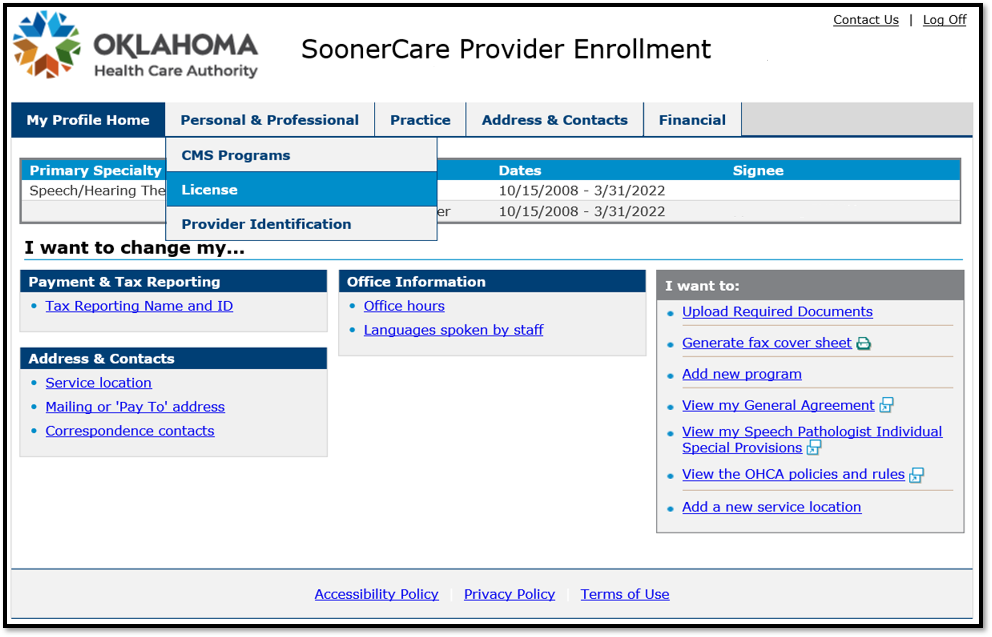 Contact Us | Log Off
OKLAHOMA
Health Care Authority
SoonerCare Provider Enrollment
My Profile Home
Personal & Professional
Practice
Address & Contacts
Financial
CMS Programs
License
Provider Identification
Primary Specialty
Dates
Signee
Speech/Hearing The
10/15/2008 - 3/31/2022
er
10/15/2008 - 3/31/2022
I want to change my...
Payment & Tax Reporting
Tax Reporting Name and ID
Address & Contacts
Service location
Mailing or 'Pay To' address
Correspondence contacts
Office Information
Office hours
Languages spoken by staff
I want to:
Upload Required Documents
Generate fax cover sheet
Add new program
View my General Agreement
View my Speech Pathologist Individual
Special Provisions
View the OHCA policies and rules
Add a new service location
Accessibility Policy
Privacy Policy
Terms of Use